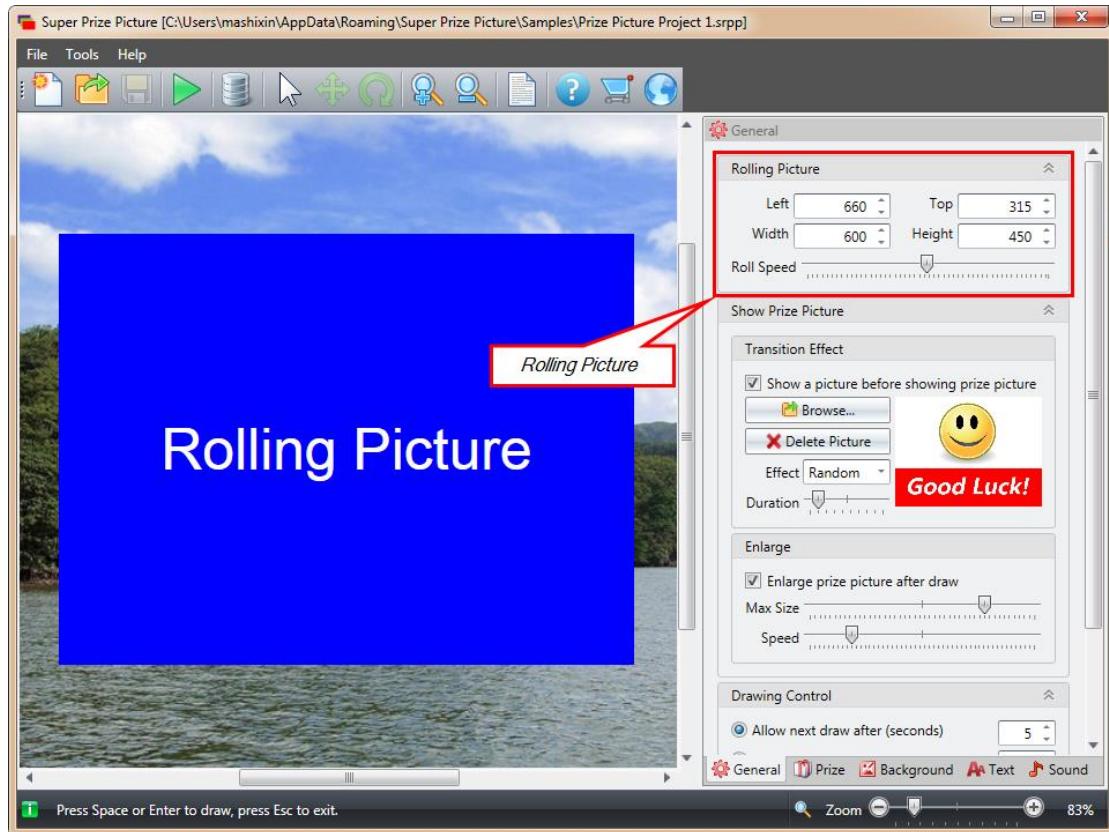 Super Prize Picture [C:\Users\mashixin\AppData\Roaming\Super Prize Picture\Samples\Prize Picture Project 1.srpp]
File Tools Help
General
Rolling Picture
Left 660 Top 315
Width 600 Height 450
Roll Speed
Show Prize Picture
Rolling Picture
Transition Effect
Show a picture before showing prize picture
Browse...
Delete Picture
Effect Random
Good Luck!
Duration
Rolling Picture
Enlarge
Enlarge prize picture after draw
Max Size
Speed
Drawing Control
Allow next draw after (seconds) 5
General Prize Background Text Sound
Press Space or Enter to draw, press Esc to exit. Zoom 83%